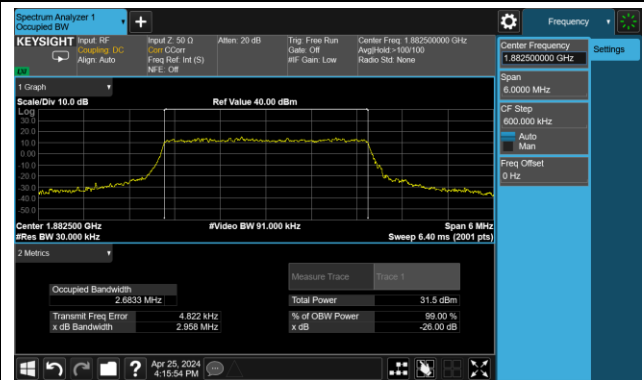 Spectrum Analyzer 1
Occupied BW
Frequency
KEYSIGHT
Input: RF
Coupling: DC
Align: Auto
Input Z: 50 Ω
Corr CCorr
Freq Ref: Int (S)
NFE: Off
Atten: 20 dB
Trig: Free Run
Gate: Off
#IF Gain: Low
Center Freq: 1.882500000 GHz
Avg|Hold:>100/100
Radio Std: None
Center Frequency
1.882500000 GHz
Settings
Span
6.0000 MHz
CF Step
600.000 kHz
Auto
Man
Freq Offset
0 Hz
1 Graph
Scale/Div 10.0 dB
Ref Value 40.00 dBm
Log
30.0
20.0
10.0
0.00
-10.0
-20.0
-30.0
-40.0
-50.0
Center 1.882500 GHz
#Video BW 91.000 kHz
Span 6 MHz
#Res BW 30.000 kHz
Sweep 6.40 ms (2001 pts)
2 Metrics
Measure Trace
Trace 1
Occupied Bandwidth
2.6833 MHz
Total Power
31.5 dBm
Transmit Freq Error
4.822 kHz
% of OBW Power
99.00 %
x dB Bandwidth
2.958 MHz
x dB
-26.00 dB
Apr 25, 2024
4:15:54 PM